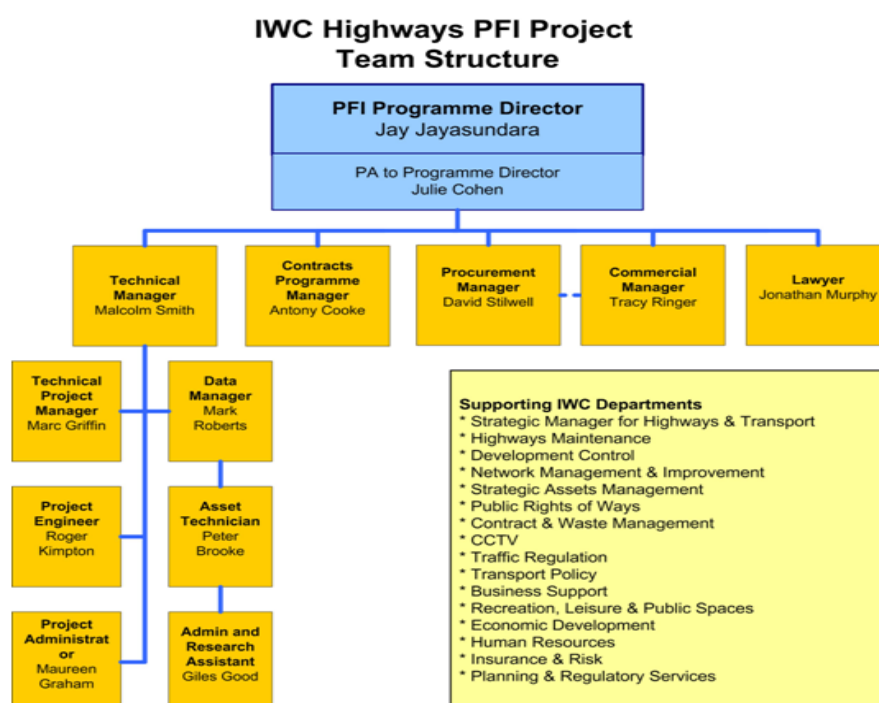 IWC Highways PFI Project
Team Structure
PFI Programme Director
Jay Jayasundara
PA to Programme Director
Julie Cohen
Technical
Manager
Malcolm Smith
Contracts
Programme
Manager
Antony Cooke
Procurement
Manager
David Stilwell
Commercial
Manager
Tracy Ringer
Lawyer
Jonathan Murphy
Technical
Project
Manager
Marc Griffin
Data
Manager
Mark
Roberts
Project
Engineer
Roger
Kimpton
Asset
Technician
Peter
Brooke
Project
Administrat
or
Maureen
Graham
Admin and
Research
Assistant
Giles Good
Supporting IWC Departments
* Strategic Manager for Highways & Transport
* Highways Maintenance
* Development Control
* Network Management & Improvement
* Strategic Assets Management
* Public Rights of Ways
* Contract & Waste Management
* CCTV
* Traffic Regulation
* Transport Policy
* Business Support
* Recreation, Leisure & Public Spaces
* Economic Development
* Human Resources
* Insurance & Risk
* Planning & Regulatory Services